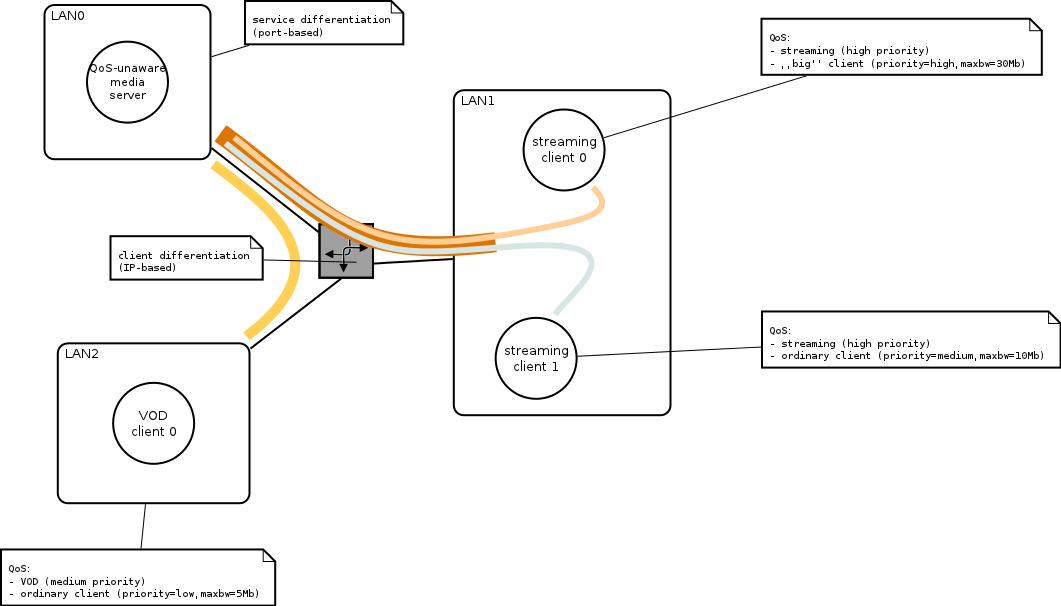 LAN0
QoS-unaware
media
server
service differentiation
(port-based)
QoS:
- streaming (high priority)
- ,,big'' client (priority=high,maxbw=30Mb)
LAN1
streaming
client 0
client differentiation
(IP-based)
streaming
client 1
QoS:
- streaming (high priority)
- ordinary client (priority=medium,maxbw=10Mb)
LAN2
VOD
client 0
QoS:
- VOD (medium priority)
- ordinary client (priority=low,maxbw=5Mb)